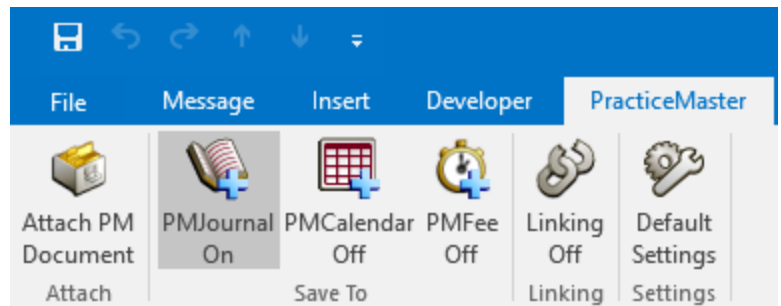 File Message Insert Developer PracticeMaster
Attach PM PMJournal PMCalendar PMFee Linking Default
Document On Off Off Off Settings
Attach Save To Linking Settings